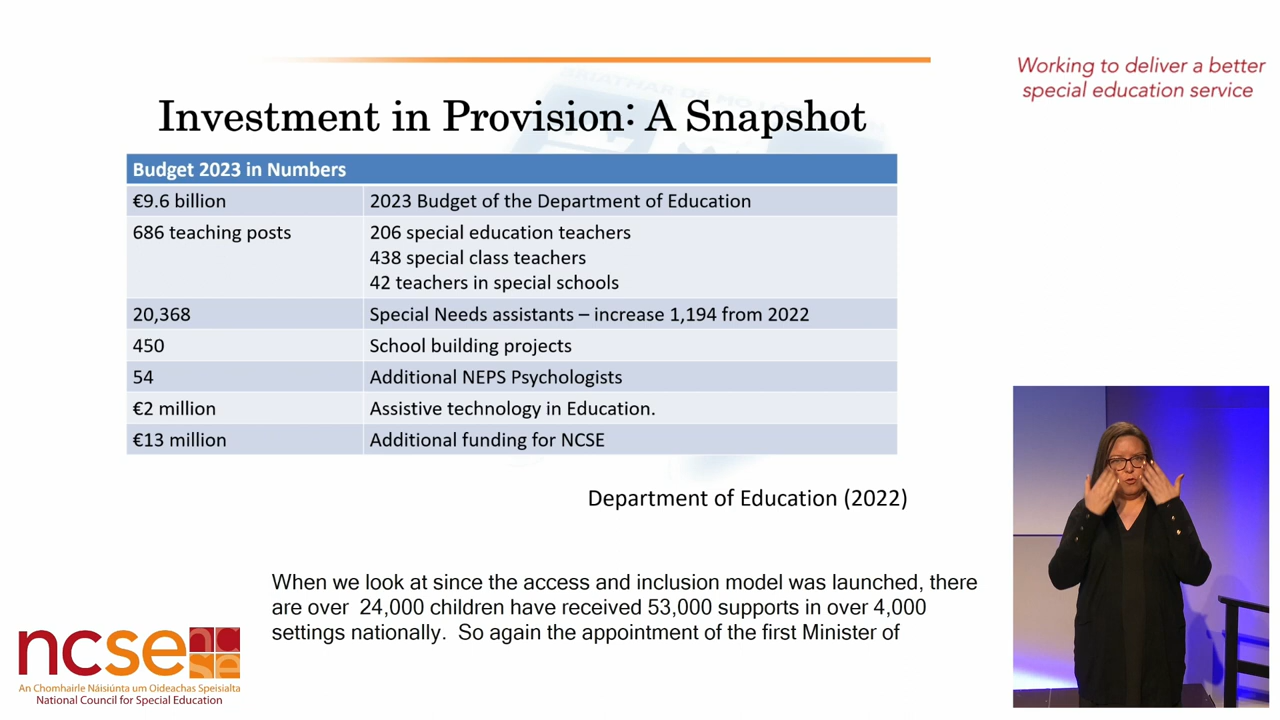 Working to deliver a better
special education service
Investment in Provision: A Snapshot
Budget 2023 in Numbers
€9.6 billion 2023 Budget of the Department of Education
686 teaching posts 206 special education teachers
438 special class teachers
42 teachers in special schools
20,368 Special Needs assistants – increase 1,194 from 2022
450 School building projects
54 Additional NEPS Psychologists
€2 million Assistive technology in Education.
€13 million Additional funding for NCSE
Department of Education (2022)
When we look at since the access and inclusion model was launched, there
are over 24,000 children have received 53,000 supports in over 4,000
settings nationally. So again the appointment of the first Minister of
ncse
nc
se
An Chomhairle Náisiúnta um Oideachas Speisialta
National Council for Special Education